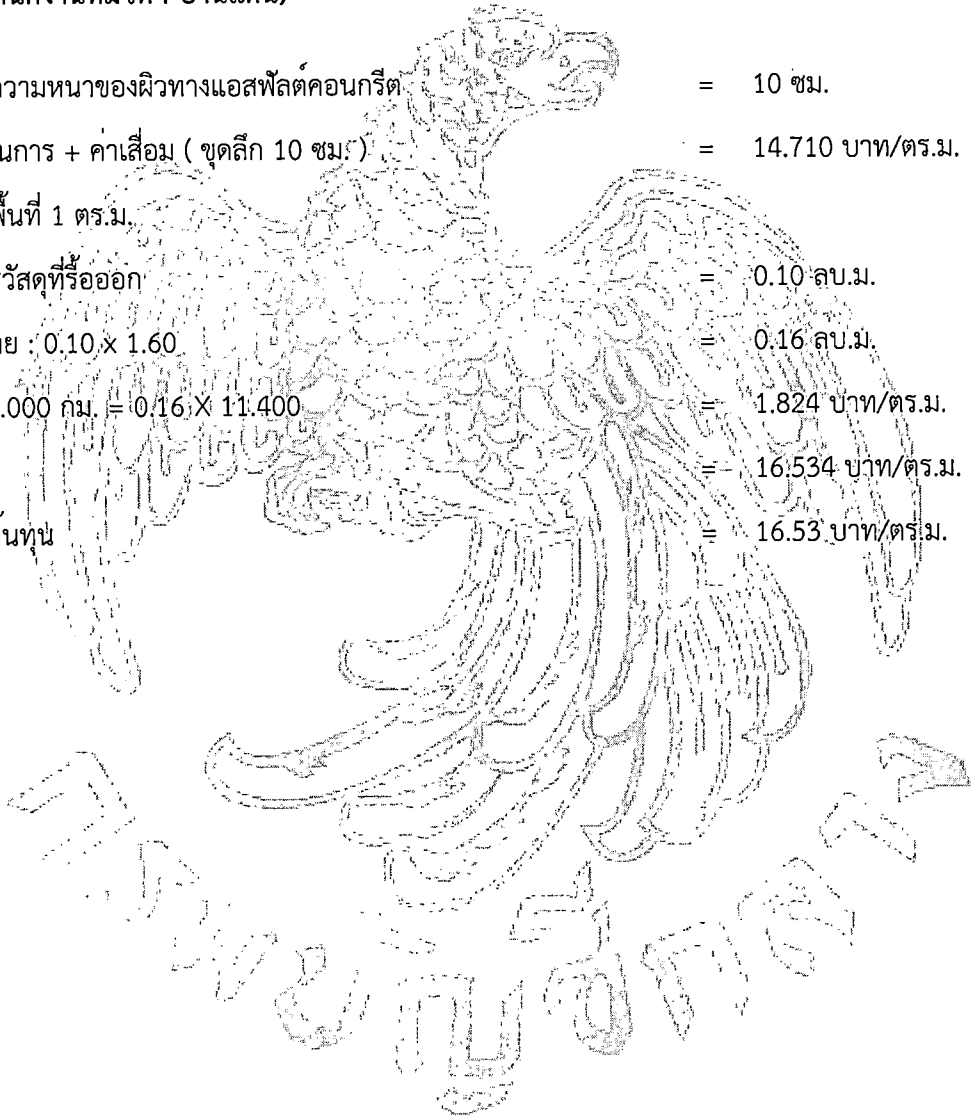 ความหนาของผิวทางแอสฟัลต์คอนกรีต = 10 ซม.
นการ + ค่าเสื่อม ( ขุดลึก 10 ซม. ) = 14.710 บาท/ตร.ม.
พื้นที่ 1 ตร.ม.
วัสดุที่รื้อออก = 0.10 ลบ.ม.
าย : 0.10 x 1.60 = 0.16 ลบ.ม.
.000 กม. = 0.16 X 11.400 = 1.824 บาท/ตร.ม.
= 16.534 บาท/ตร.ม.
้นทุน = 16.53 บาท/ตร.ม.